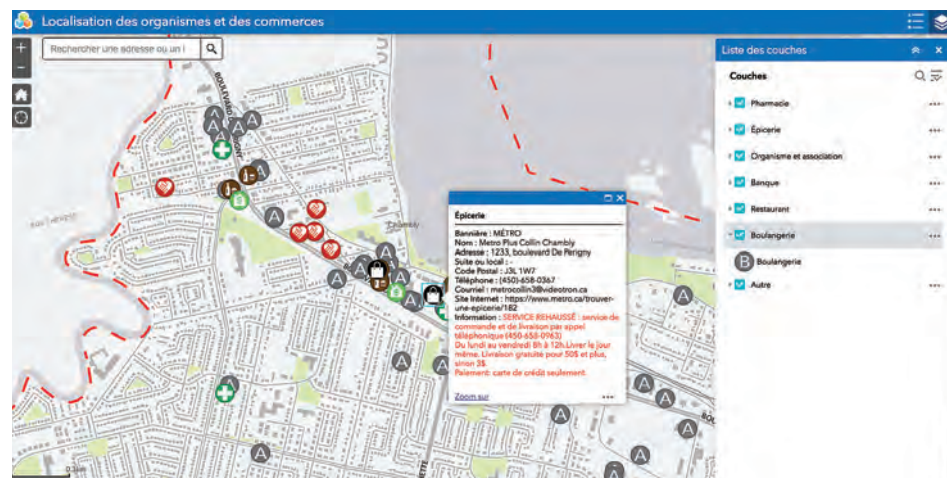 Localisation des organismes et des commerces
Rechercher une adresse ou un l
Liste des couches
Couches
Pharmacie
Épicerie
Organisme et association
Banque
Restaurant
Boulangerie
B Boulangerie
Autre
Épicerie
Bannière : MÉTRO
Nom : Metro Plus Collin Chambly
Adresse : 1233, boulevard De Perigny
Suite ou local : -
Code Postal : J3L 1W7
Téléphone : (450)-658-0367
Courriel : metrocollin3@videotron.ca
Site Internet : https://www.metro.ca/trouver-
une-epicerie/182
Information : SERVICE REHAUSSÉ : service de
commande et de livraison par appel
téléphonique (450-658-0963)
Du lundi au vendredi 8h à 12h.Livrer le jour
même. Livraison gratuite pour 50$ et plus,
sinon 3$.
Paiement: carte de crédit seulement.
Zoom sur
BOULEVARD
Chambly